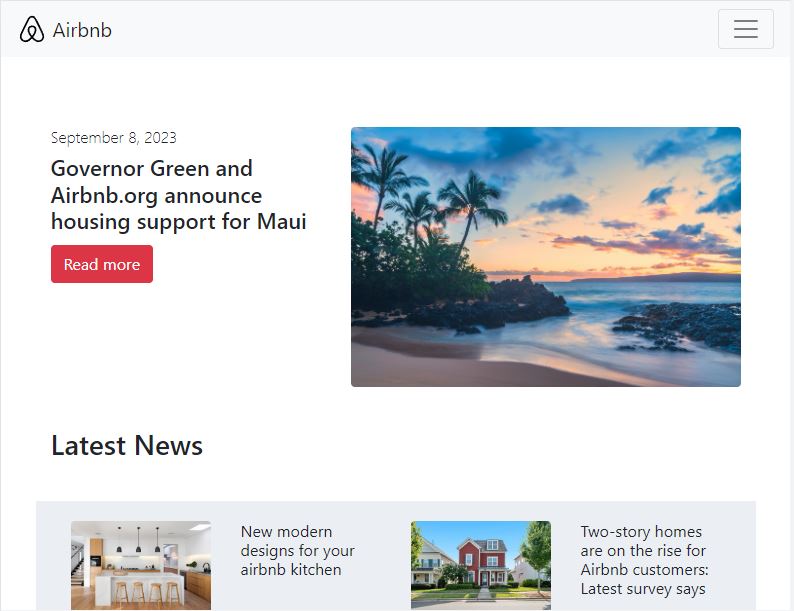 Airbnb
September 8, 2023
Governor Green and
Airbnb.org announce
housing support for Maui
Read more
Latest News
New modern
designs for your
airbnb kitchen
Two-story homes
are on the rise for
Airbnb customers:
Latest survey says